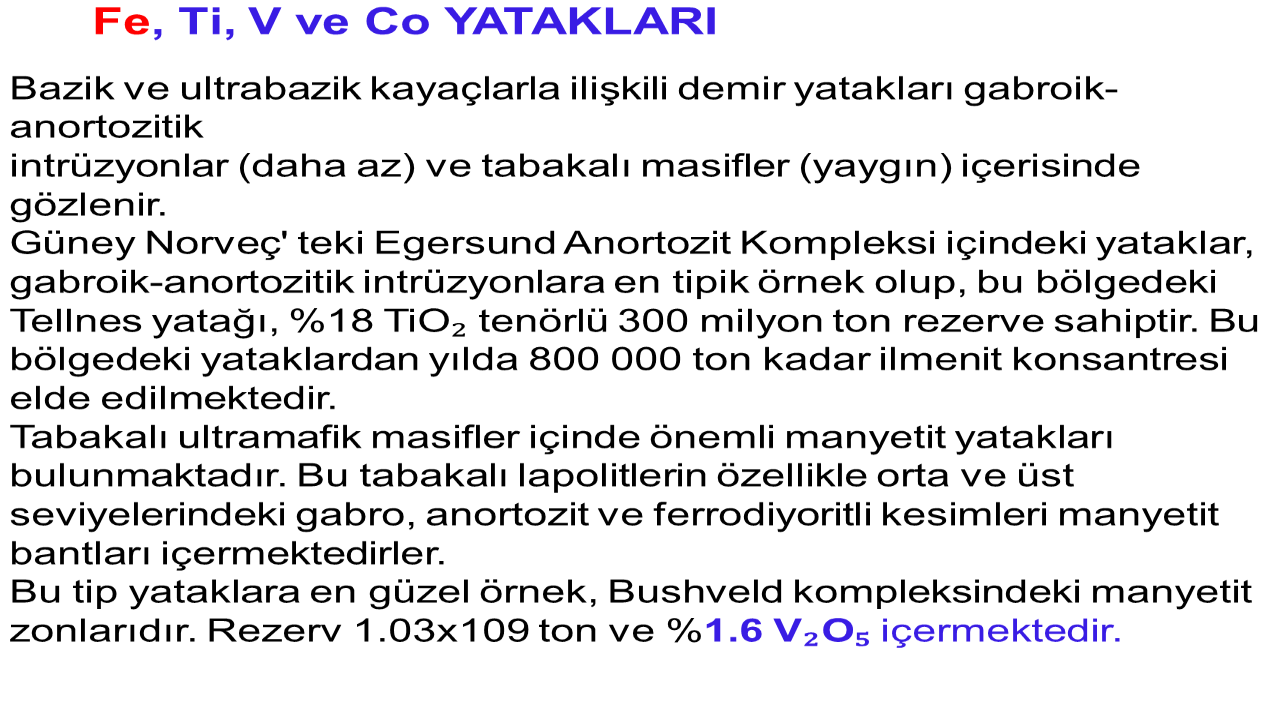 Fe, Ti, V ve Co YATAKLARI
Bazik ve ultrabazik kayaçlarla ilişkili demir yatakları gabroik-
anortozitik
intrüzyonlar (daha az) ve tabakalı masifler (yaygın) içerisinde
gözlenir.
Güney Norveç' teki Egersund Anortozit Kompleksi içindeki yataklar,
gabroik-anortozitik intrüzyonlara en tipik örnek olup, bu bölgedeki
Tellnes yatağı, %18 TiO₂ tenörlü 300 milyon ton rezerve sahiptir. Bu
bölgedeki yataklardan yılda 800 000 ton kadar ilmenit konsantresi
elde edilmektedir.
Tabakalı ultramafik masifler içinde önemli manyetit yatakları
bulunmaktadır. Bu tabakalı lapolitlerin özellikle orta ve üst
seviyelerindeki gabro, anortozit ve ferrodiyoritli kesimleri manyetit
bantları içermektedirler.
Bu tip yataklara en güzel örnek, Bushveld kompleksindeki manyetit
zonlarıdır. Rezerv 1.03x109 ton ve %1.6 V₂O₅ içermektedir.